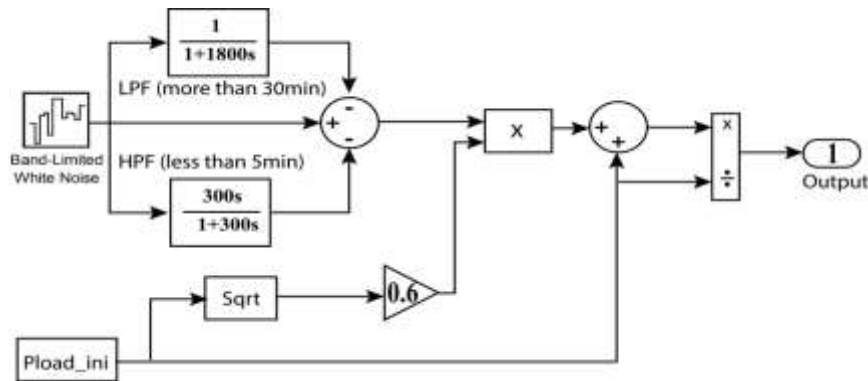 1
1+1800s
LPF (more than 30min)
-
+
-
Band-Limited
White Noise
HPF (less than 5min)
300s
1+300s
X
+
+
x
÷
1
Output
Sqrt
0.6
Pload_ini